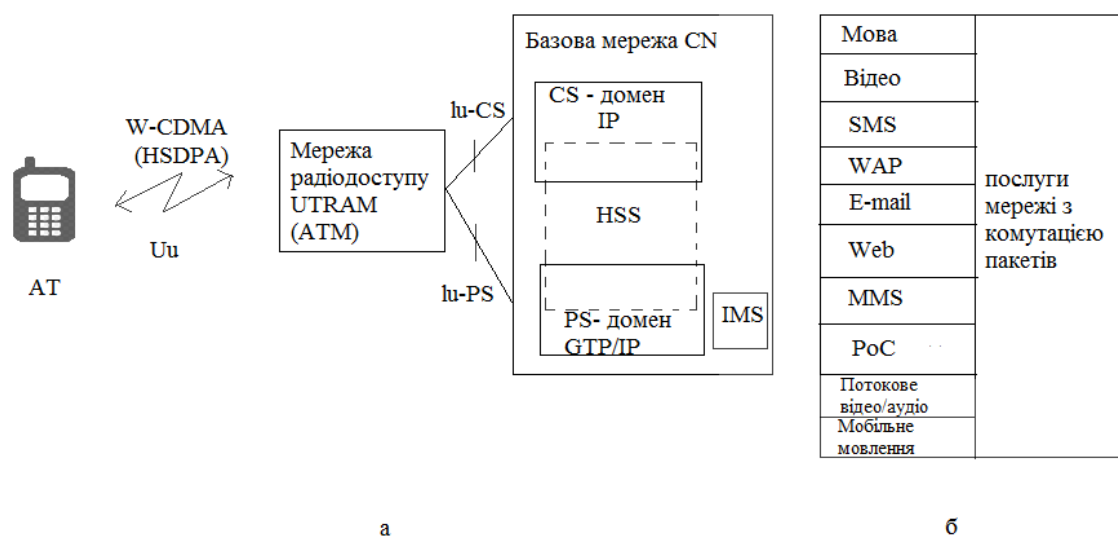 Базова мережа CN
CS - домен
IP
lu-CS
W-CDMA
(HSDPA)
Мережа
радіодоступу
UTRAM
(ATM)
HSS
Uu
AT
lu-PS
PS- домен
GTP/IP
IMS
Мова
Відео
SMS
WAP
E-mail
Web
MMS
PoC
Потокове
відео/аудіо
Мобільне
мовлення
послуги
мережі з
комутацією
пакетів
а
б